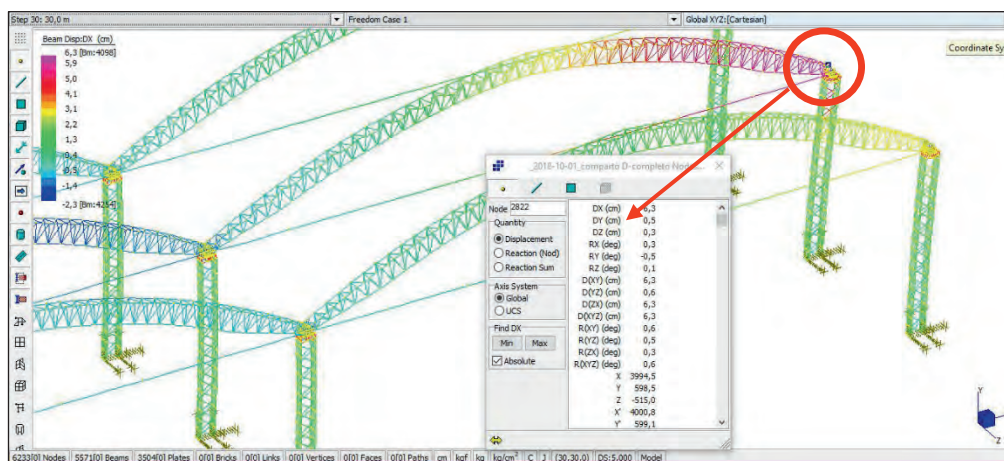 Step 30: 30,0 m
Freedom Case 1
Global XYZ:[Cartesian]
Coordinate Sy
Beam Disp:DX (cm)
6,3 [Bm:4098]
5,9
5,0
4,1
3,1
2,2
1,3
0,4
-0,5
-1,4
-2,3 [Bm:4254]
_2018-10-01_comparto D-completo Node...
Node 2822
Quantity
Displacement
Reaction (Nod)
Reaction Sum
Axis System
Global
UCS
Find DX
Min Max
Absolute
DX (cm) 6,3
DY (cm) 0,5
DZ (cm) 0,3
RX (deg) 0,3
RY (deg) -0,5
RZ (deg) 0,1
D(XY) (cm) 6,3
D(YZ) (cm) 0,6
D(ZX) (cm) 6,3
D(XYZ) (cm) 6,3
R(XY) (deg) 0,6
R(YZ) (deg) 0,5
R(ZX) (deg) 0,3
R(XYZ) (deg) 0,6
X 3994,5
Y 598,5
Z -515,0
X' 4000,8
Y' 599,1
Y
X
Z
6233[0] Nodes 5571[0] Beams 3504[0] Plates 0[0] Bricks 0[0] Links 0[0] Vertices 0[0] Faces 0[0] Paths cm kgf kg kg/cm² C J (30,30,0) DS:5,000 Model